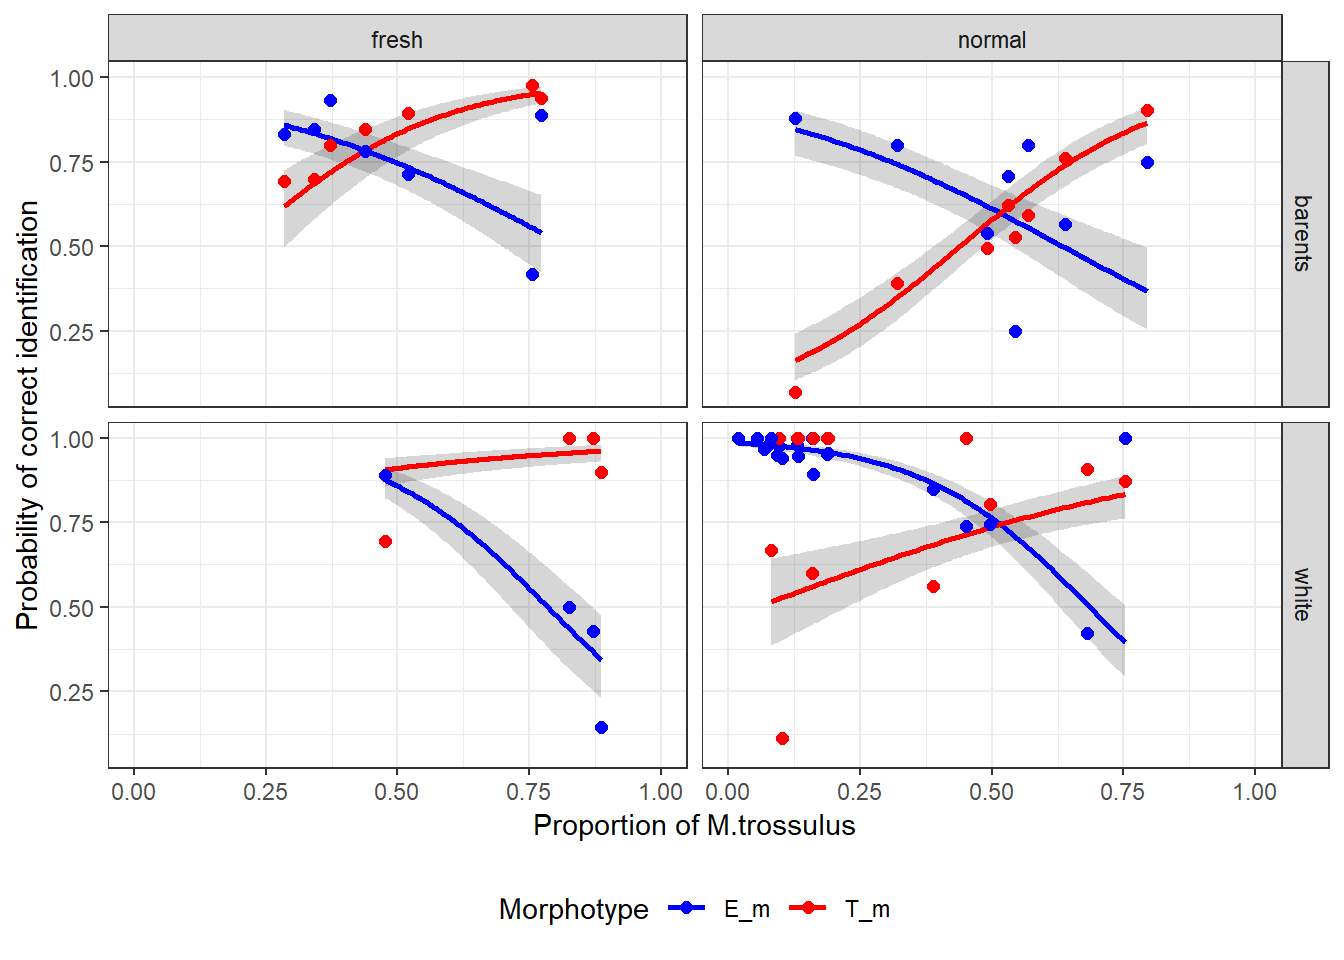 fresh normal
1.00
0.75
0.50
0.25
barents
1.00
0.75
0.50
0.25
white
Probability of correct identification
0.00 0.25 0.50 0.75 1.00 0.00 0.25 0.50 0.75 1.00
Proportion of M.trossulus
Morphotype E_m T_m